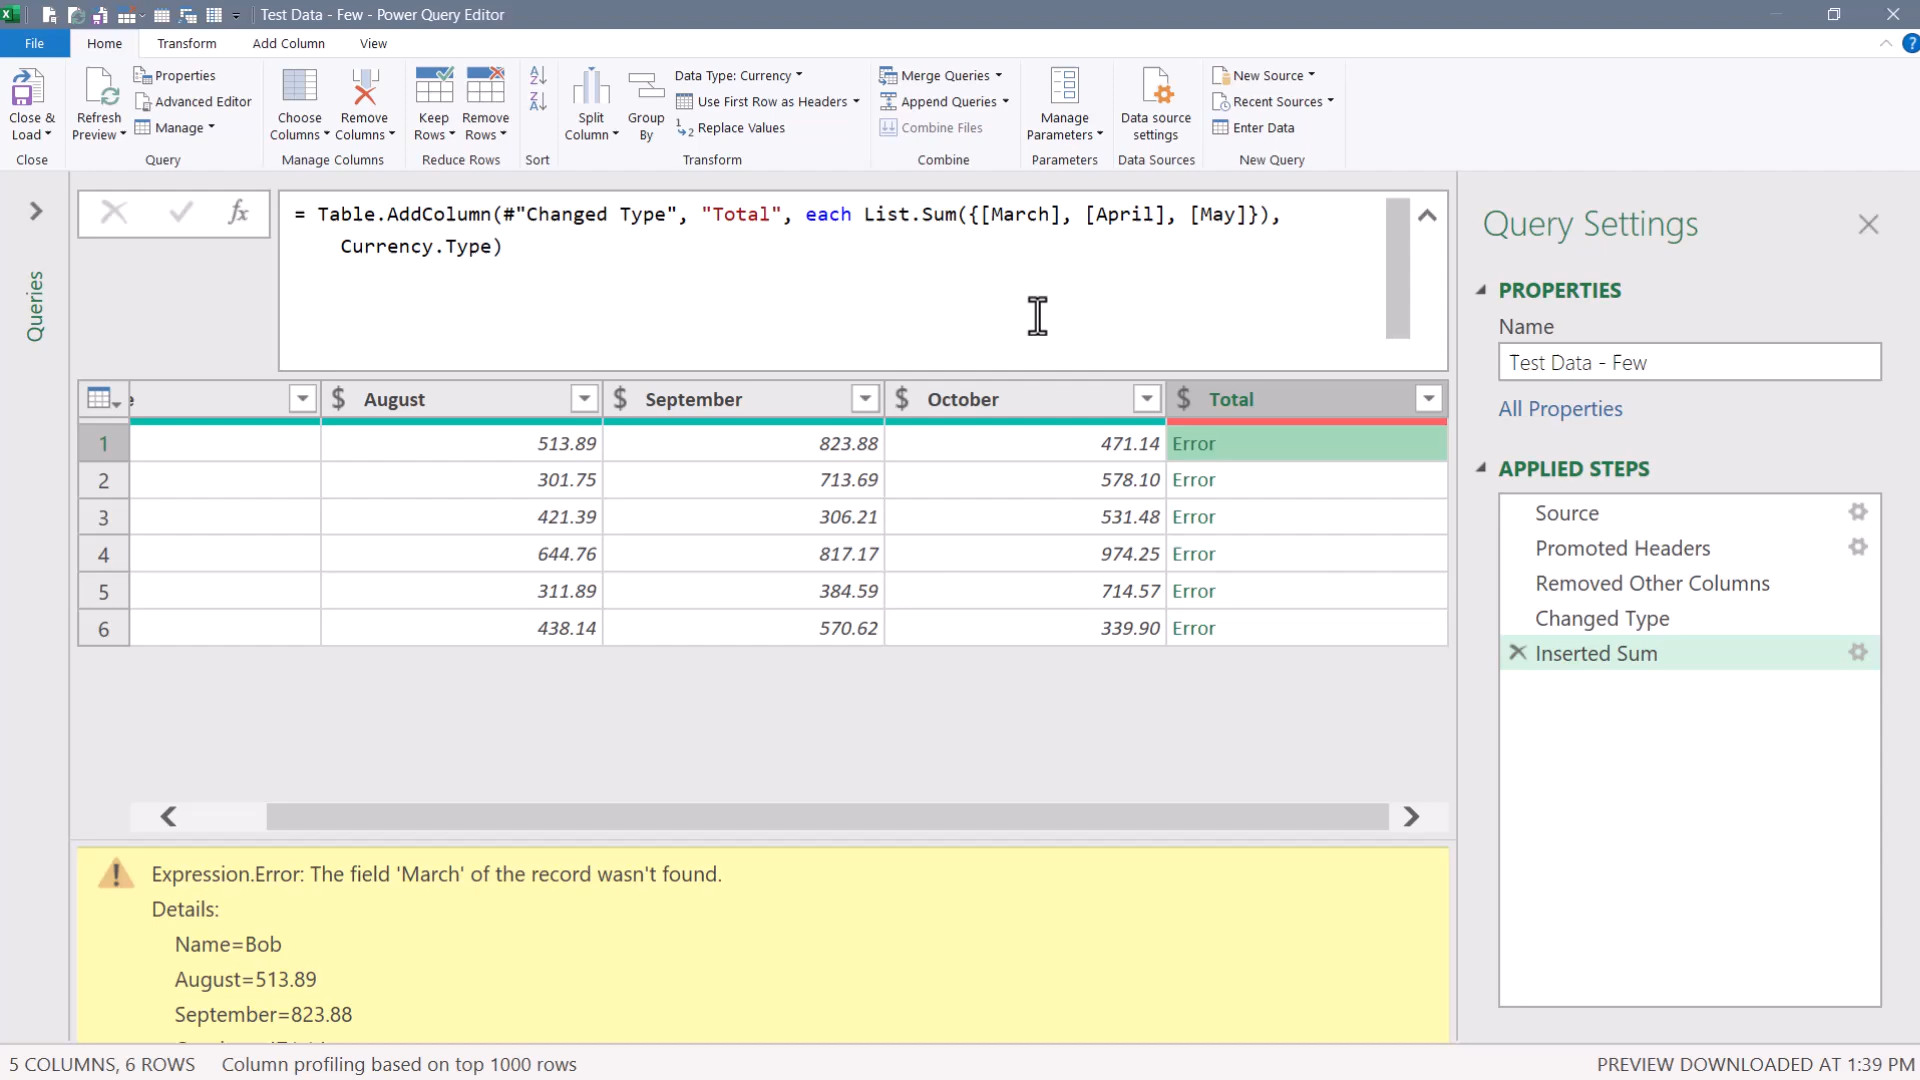 Test Data - Few - Power Query Editor
File Home Transform Add Column View
Close & Load
Close
Refresh Preview
Properties
Advanced Editor
Manage
Query
Choose Columns
Remove Columns
Manage Columns
Keep Rows
Remove Rows
Reduce Rows
Sort
Split Column
Group By
Data Type: Currency
Use First Row as Headers
Replace Values
Transform
Merge Queries
Append Queries
Combine Files
Combine
Manage Parameters
Parameters
Data source settings
Data Sources
New Source
Recent Sources
Enter Data
New Query
Queries
fx
= Table.AddColumn(#"Changed Type", "Total", each List.Sum({[March], [April], [May]}),
Currency.Type)
$ August $ September $ October $ Total
1 513.89 823.88 471.14 Error
2 301.75 713.69 578.10 Error
3 421.39 306.21 531.48 Error
4 644.76 817.17 974.25 Error
5 311.89 384.59 714.57 Error
6 438.14 570.62 339.90 Error
Expression.Error: The field 'March' of the record wasn't found.
Details:
Name=Bob
August=513.89
September=823.88
Query Settings
PROPERTIES
Name
Test Data - Few
All Properties
APPLIED STEPS
Source
Promoted Headers
Removed Other Columns
Changed Type
Inserted Sum
5 COLUMNS, 6 ROWS Column profiling based on top 1000 rows
PREVIEW DOWNLOADED AT 1:39 PM